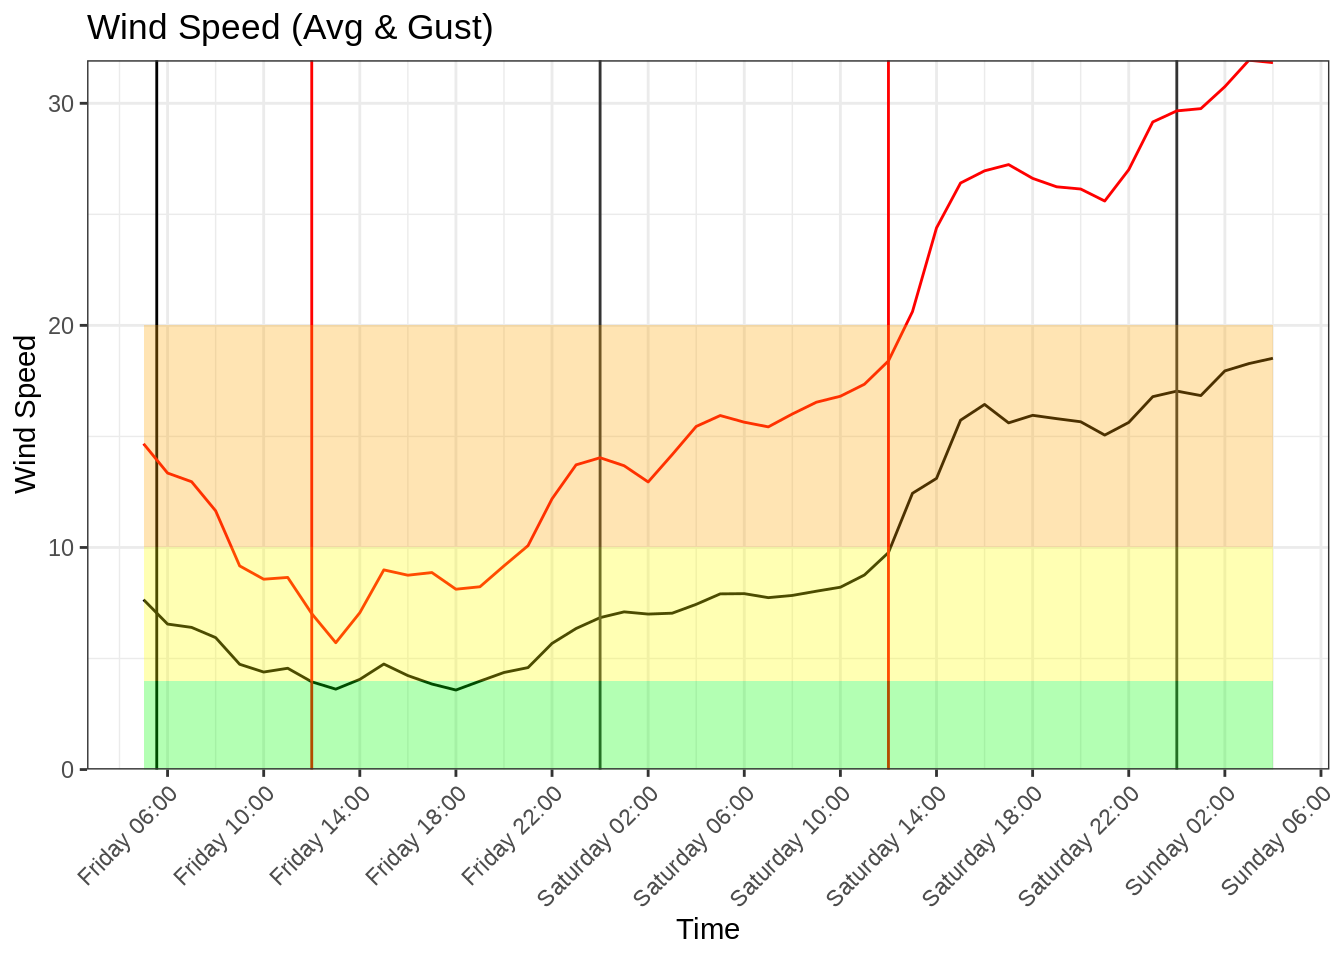 Wind Speed (Avg & Gust)
Wind Speed
30
20
10
0
Friday 06:00
Friday 10:00
Friday 14:00
Friday 18:00
Friday 22:00
Saturday 02:00
Saturday 06:00
Saturday 10:00
Saturday 14:00
Saturday 18:00
Saturday 22:00
Sunday 02:00
Sunday 06:00
Time